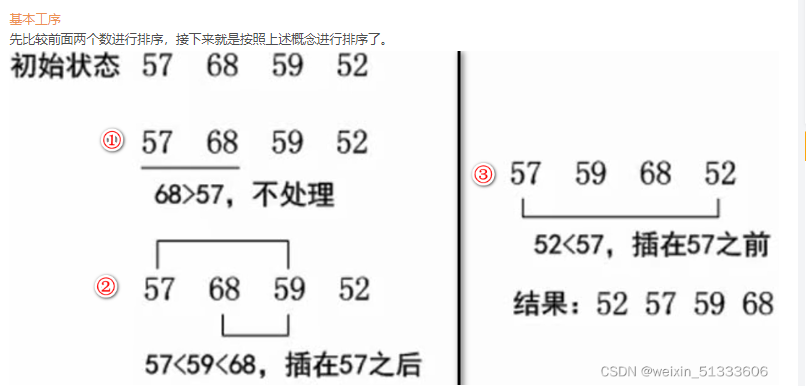 基本工序
先比较前面两个数进行排序，接下来就是按照上述概念进行排序了。
初始状态 57 68 59 52
① 57 68 59 52
68>57，不处理
② 57 68 59 52
57<59<68，插在57之后
③ 57 59 68 52
52<57，插在57之前
结果：52 57 59 68
CSDN @weixin_51333606